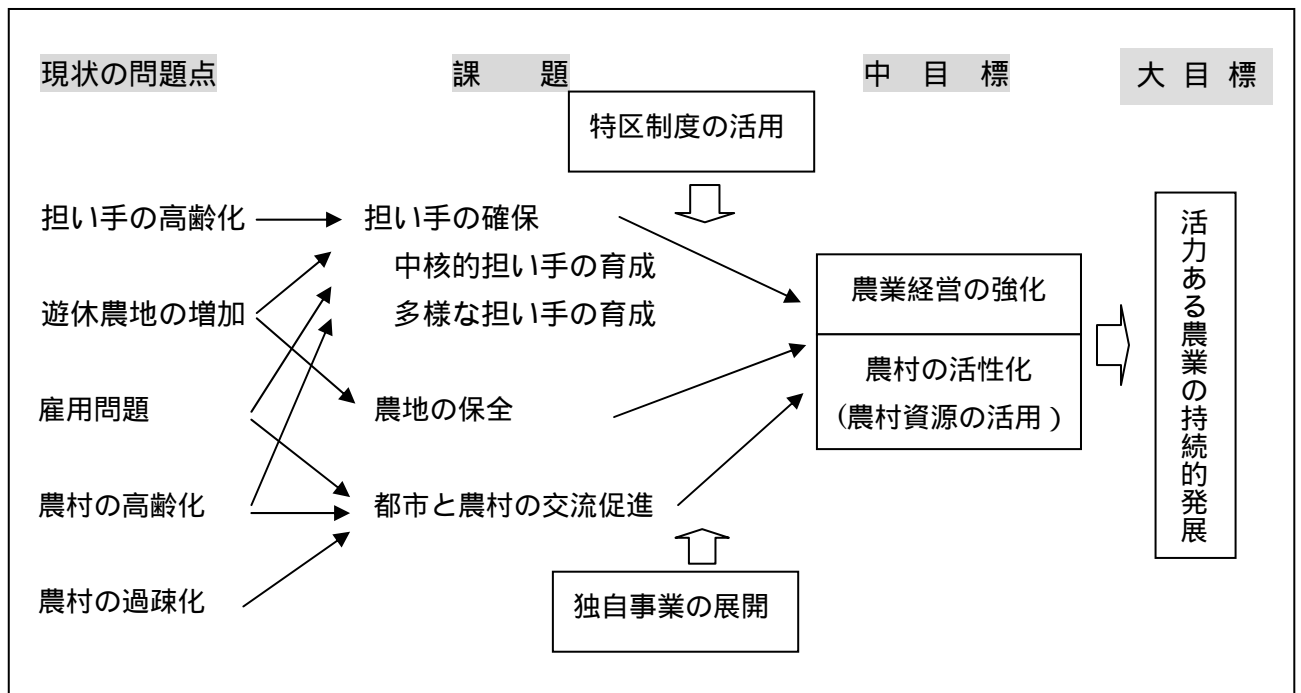 現状の問題点
課　　題
中　目　標
大 目 標
特区制度の活用
担い手の高齢化
担い手の確保
中核的担い手の育成
遊休農地の増加
多様な担い手の育成
雇用問題
農地の保全
農村の高齢化
都市と農村の交流促進
農村の過疎化
独自事業の展開
農業経営の強化
農村の活性化
(農村資源の活用 )
活力ある農業の持続的発展